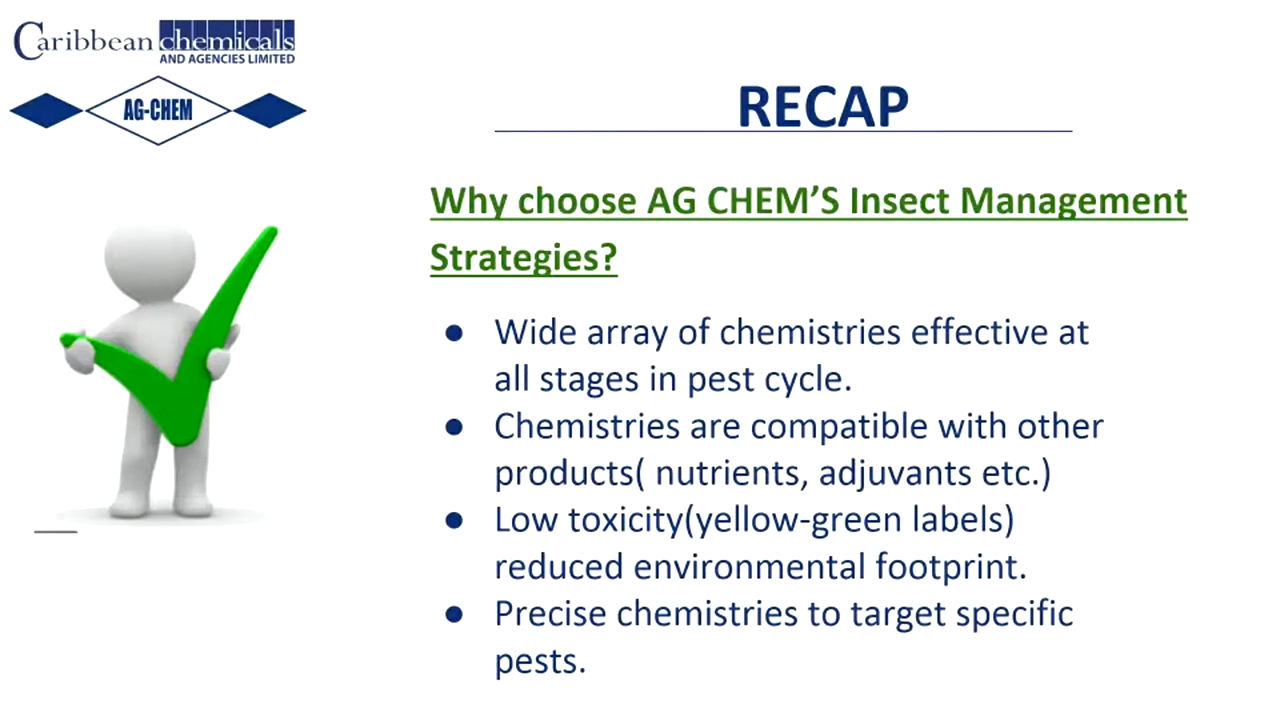 Caribbean chemicals
AND AGENCIES LIMITED
AG-CHEM
RECAP
Why choose AG CHEM’S Insect Management
Strategies?
● Wide array of chemistries effective at
all stages in pest cycle.
● Chemistries are compatible with other
products( nutrients, adjuvants etc.)
● Low toxicity(yellow-green labels)
reduced environmental footprint.
● Precise chemistries to target specific
pests.